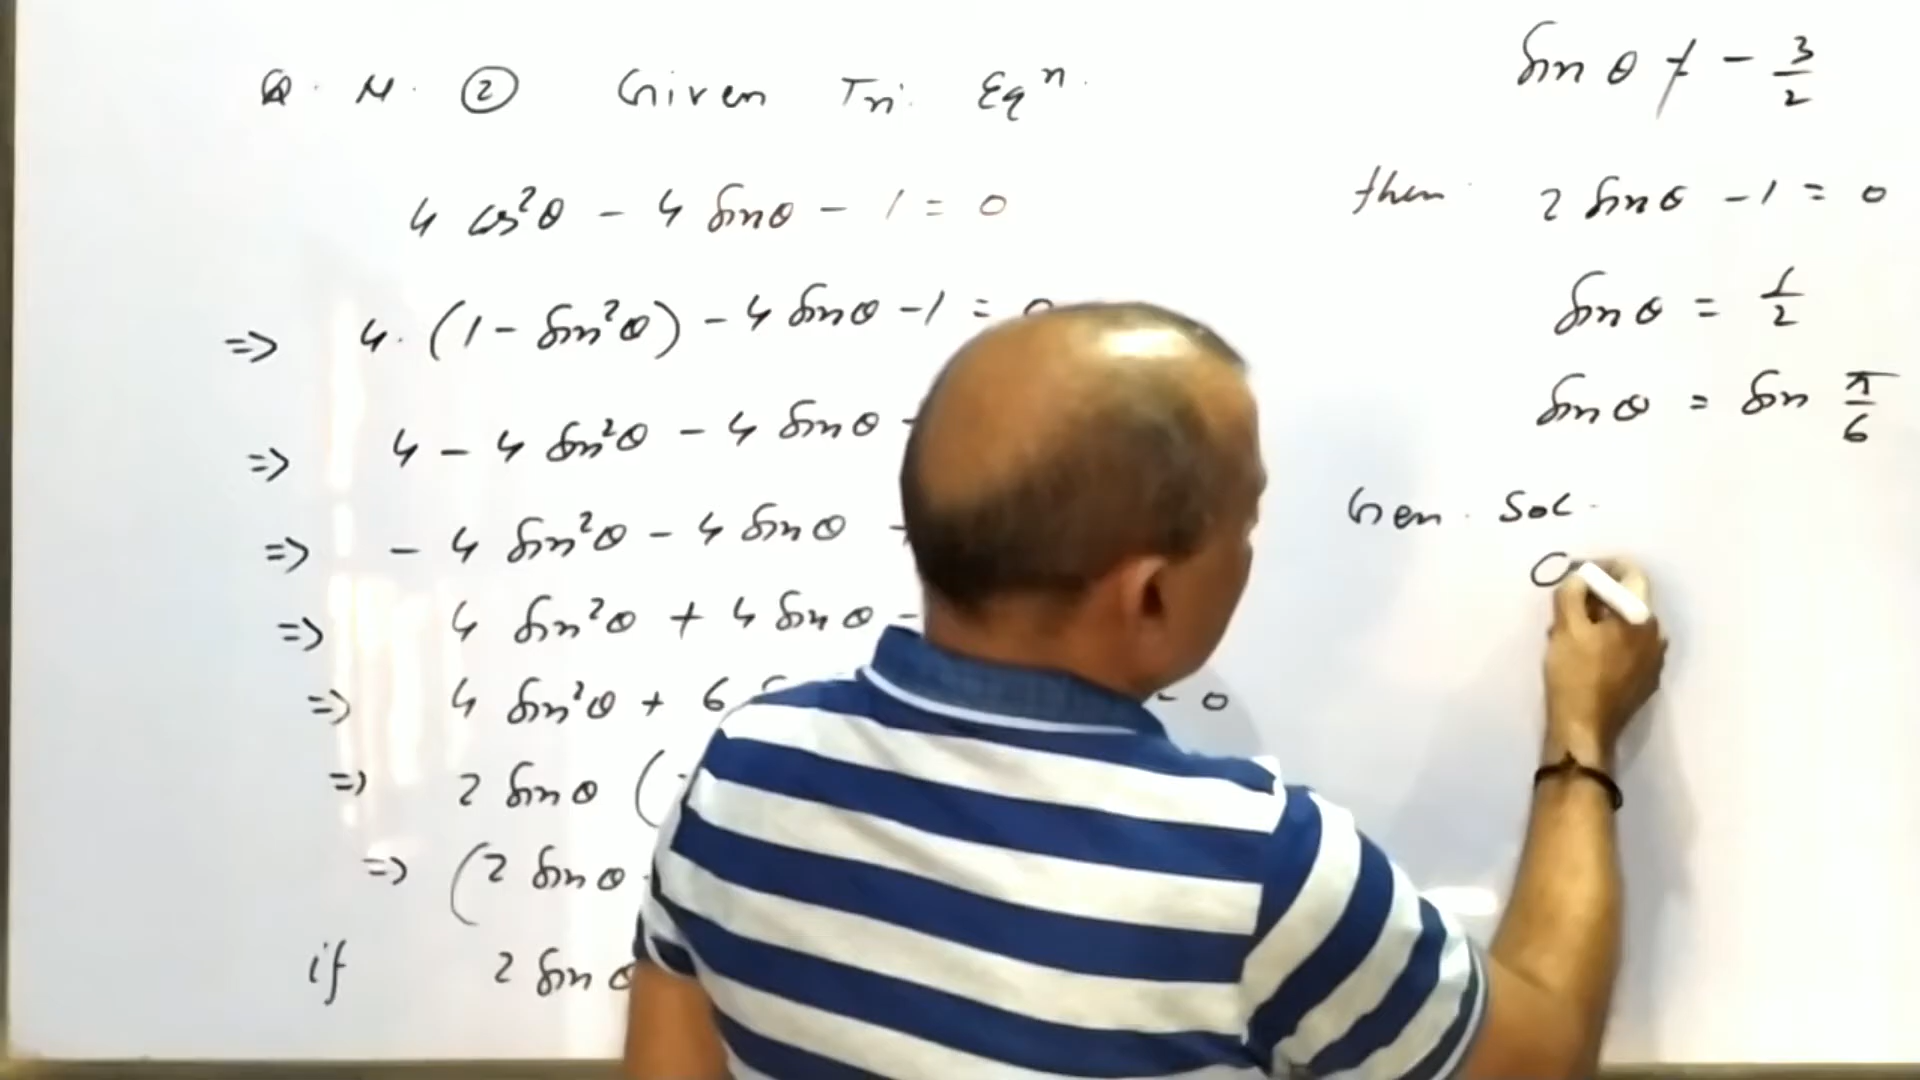 Q. N. ② Given Tri. Eqⁿ.
4 cos²θ - 4 sinθ - 1 = 0
=> 4. (1 - sin²θ) - 4 sinθ - 1 =
=> 4 - 4 sin²θ - 4 sinθ
=> - 4 sin²θ - 4 sinθ
=> 4 sin²θ + 4 sinθ -
=> 4 sin²θ + 6 - 0
=> 2 sinθ (
=> (2 sinθ
if 2 sin
sinθ ≠ - 3/2
then 2 sinθ - 1 = 0
sinθ = 1/2
sinθ = sin π/6
Gen. Sol.